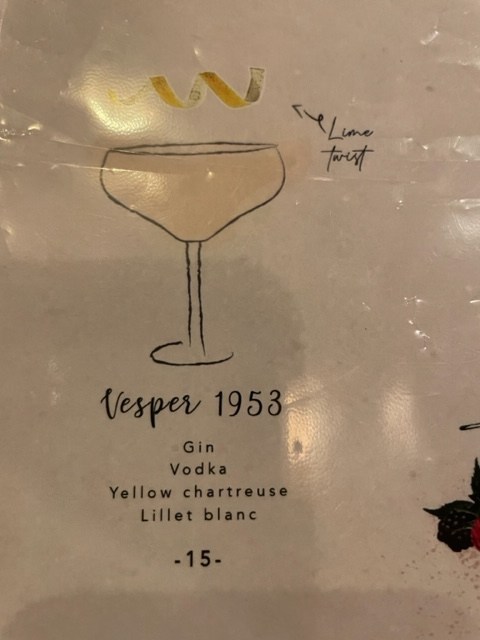 Lime
twist
Vesper 1953
Gin
Vodka
Yellow chartreuse
Lillet blanc
-15-